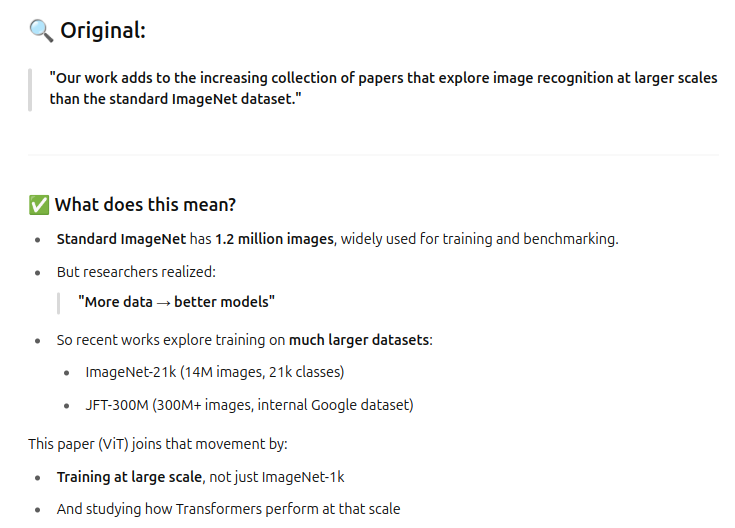 🔍 Original:
"Our work adds to the increasing collection of papers that explore image recognition at larger scales
than the standard ImageNet dataset."
✅ What does this mean?
• Standard ImageNet has 1.2 million images, widely used for training and benchmarking.
• But researchers realized:
"More data → better models"
• So recent works explore training on much larger datasets:
• ImageNet-21k (14M images, 21k classes)
• JFT-300M (300M+ images, internal Google dataset)
This paper (ViT) joins that movement by:
• Training at large scale, not just ImageNet-1k
• And studying how Transformers perform at that scale